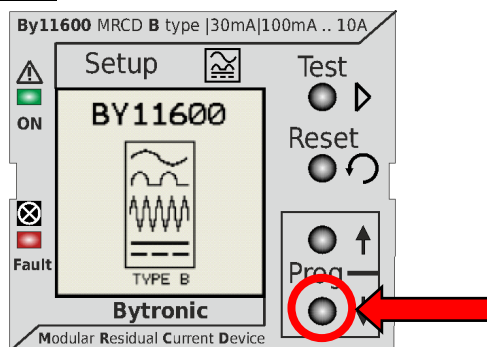 By11600 MRCD B type |30mA|100mA .. 10A
Setup
Test
ON
BY11600
Reset
Fault
TYPE B
Prog
Bytronic
Modular Residual Current Device